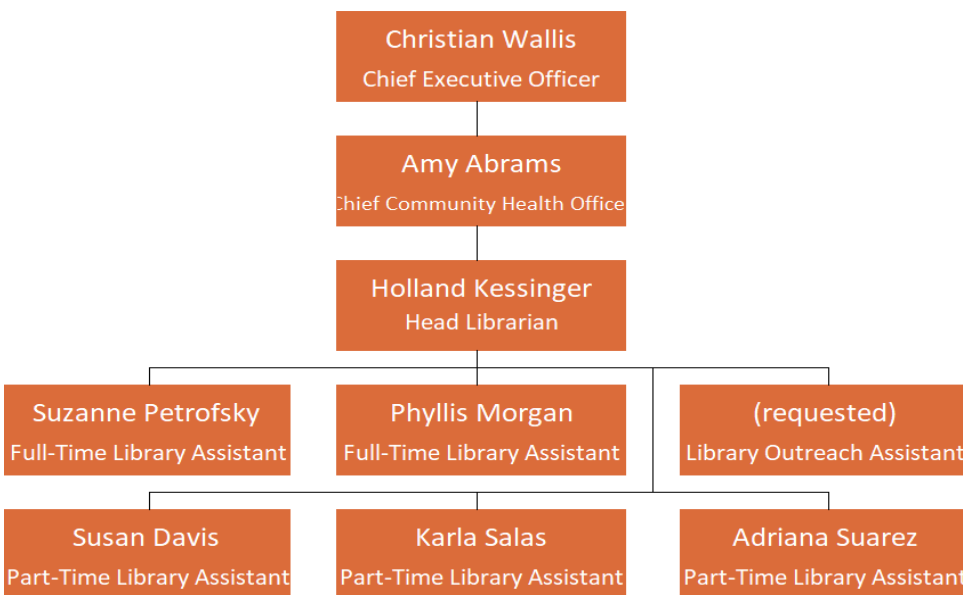 Christian Wallis
Chief Executive Officer
Amy Abrams
Chief Community Health Office
Holland Kessinger
Head Librarian
Suzanne Petrofsky
Full-Time Library Assistant
Phyllis Morgan
Full-Time Library Assistant
(requested)
Library Outreach Assistant
Susan Davis
Part-Time Library Assistant
Karla Salas
Part-Time Library Assistant
Adriana Suarez
Part-Time Library Assistant